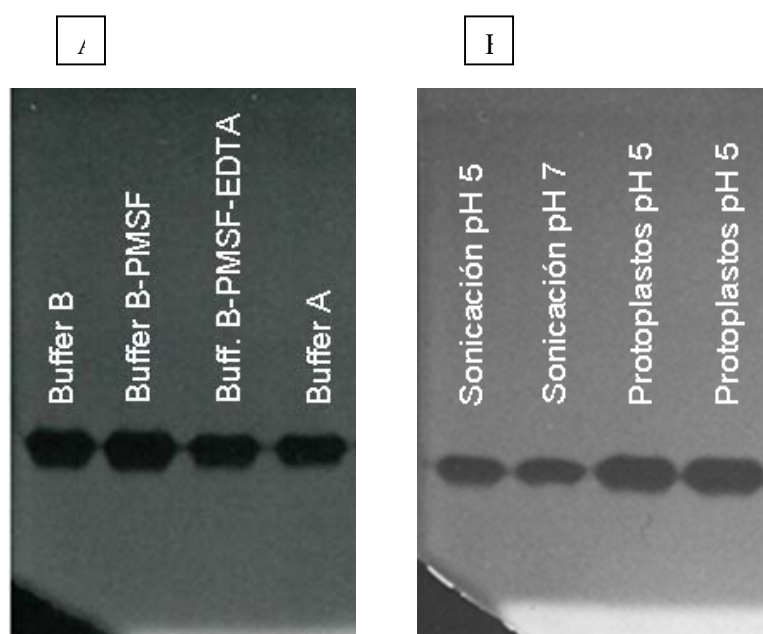 Buffer B
Buffer B-PMSF
Buff. B-PMSF-EDTA
Buffer A
Sonicación pH 5
Sonicación pH 7
Protoplastos pH 5
Protoplastos pH 5